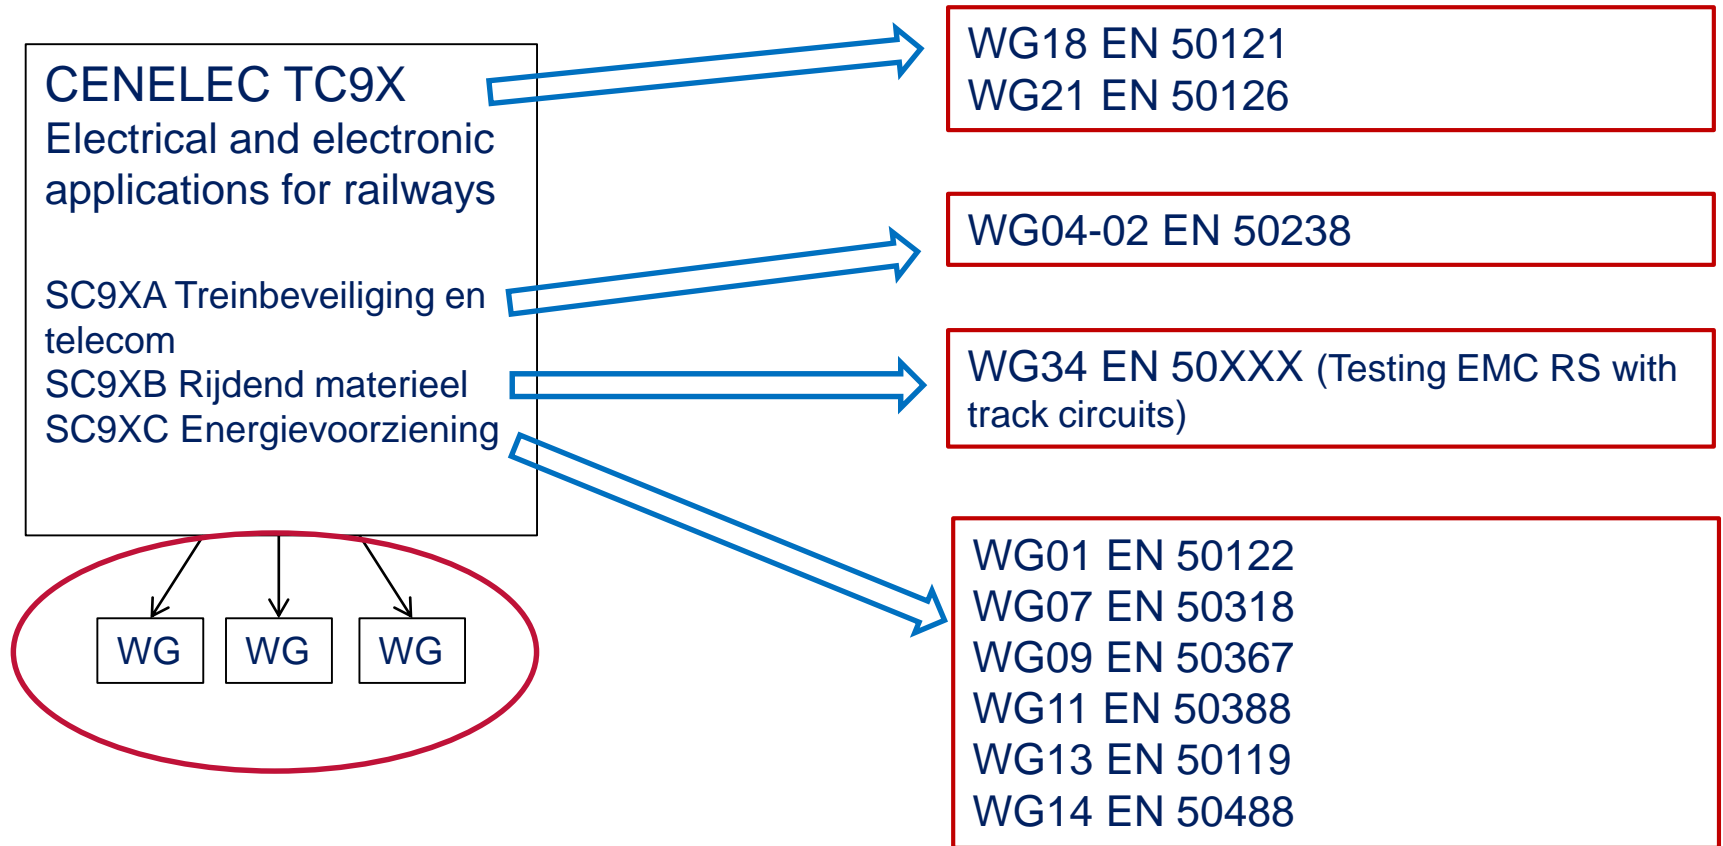 CENELEC TC9X
Electrical and electronic
applications for railways
SC9XA Treinbeveiliging en
telecom
SC9XB Rijdend materieel
SC9XC Energievoorziening
WG
WG
WG
WG18 EN 50121
WG21 EN 50126
WG04-02 EN 50238
WG34 EN 50XXX (Testing EMC RS with
track circuits)
WG01 EN 50122
WG07 EN 50318
WG09 EN 50367
WG11 EN 50388
WG13 EN 50119
WG14 EN 50488